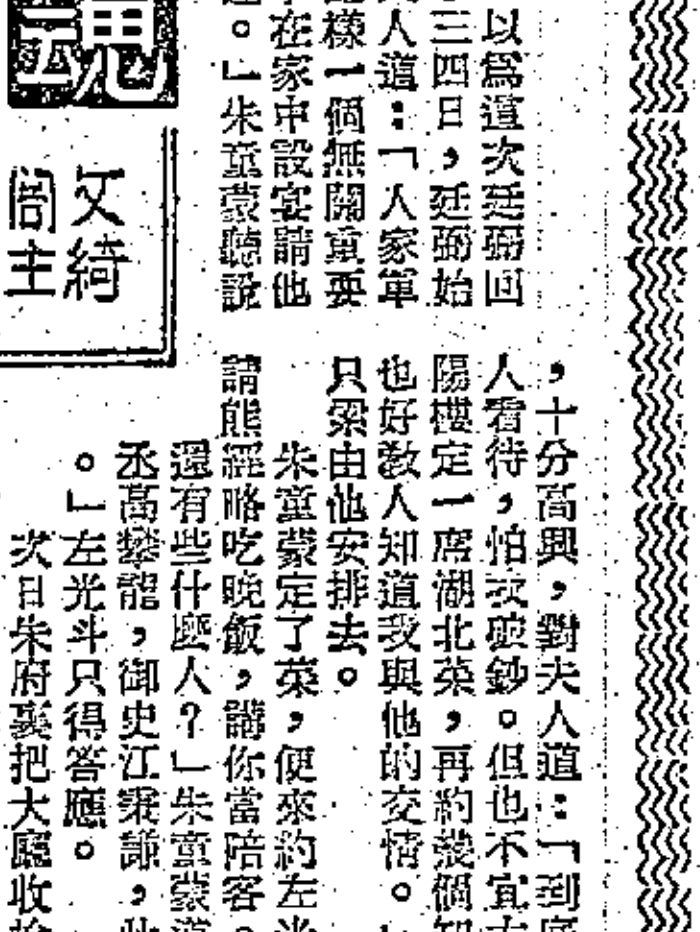 以爲這次廷弼回
三四日，廷弼始
人道：「人家軍
樣一個無關重要
在家中設宴請他
。」朱童蒙聽說
魂
文綺
閣主
，十分高興，對夫人道：「到底
人看待，怕我破鈔。但也不宜太
陽樓定一席湖北菜，再約幾個知
也好敎人知道我與他的交情。
只索由他安排去。
朱童蒙定了菜，便來約左光
請熊經略吃晚飯，請你當陪客。
還有些什麽人？」朱童蒙道
丞高攀龍，御史江秉謙，此
。」左光斗只得答應。
次日朱府裏把大廳收拾